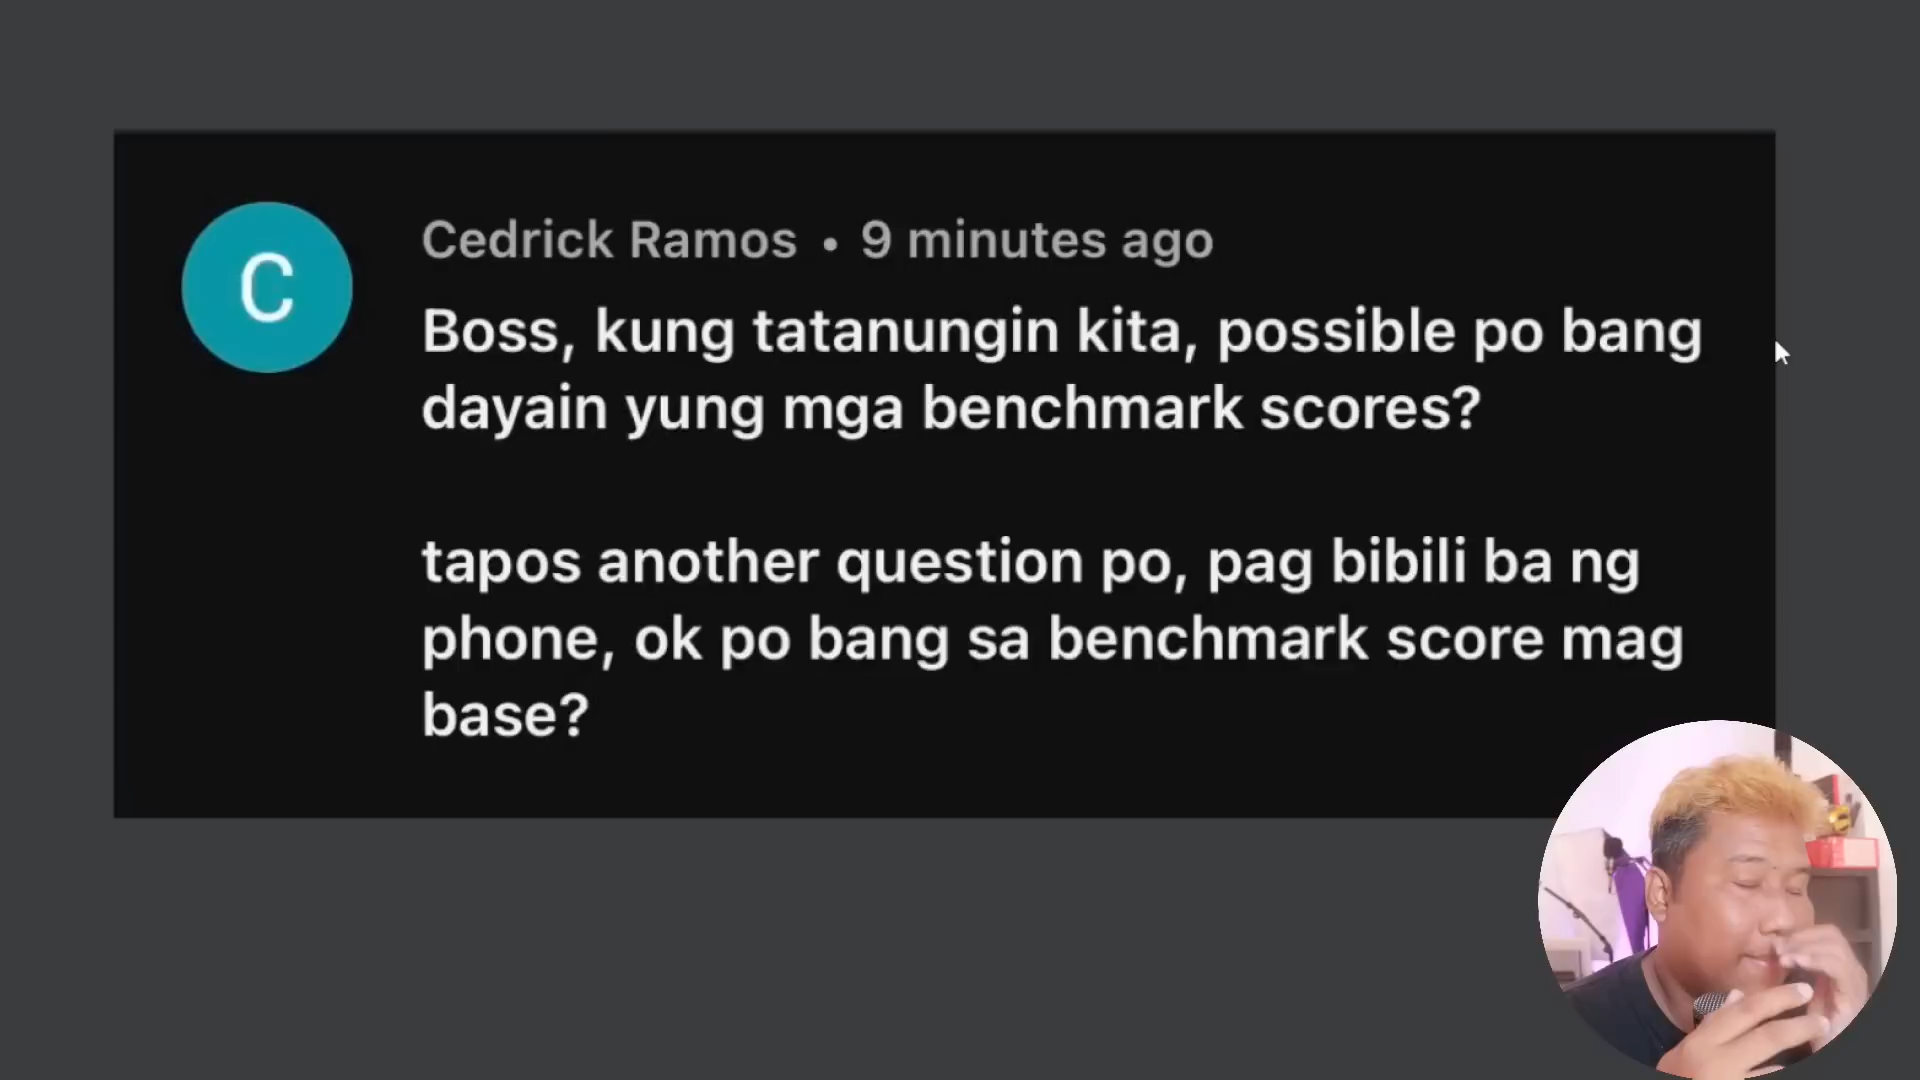 C
Cedrick Ramos • 9 minutes ago
Boss, kung tatanungin kita, possible po bang
dayain yung mga benchmark scores?
tapos another question po, pag bibili ba ng
phone, ok po bang sa benchmark score mag
base?